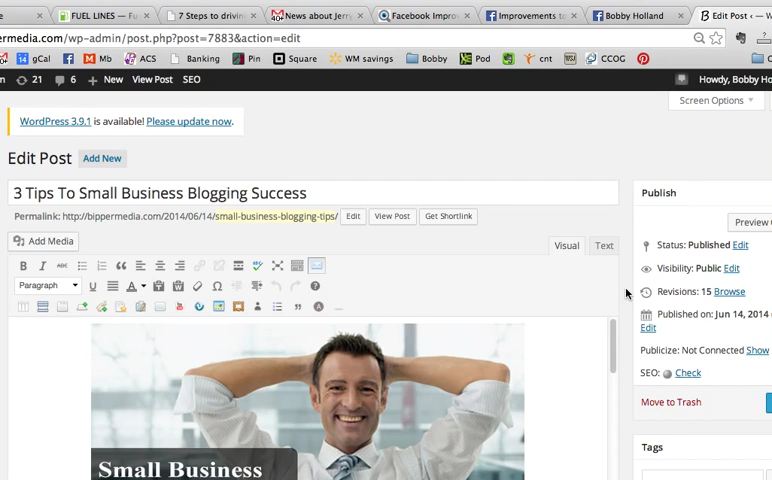 FUEL LINES —
7 Steps to drivin
News about Jerry
Facebook Impro
Improvements to
Bobby Holland
Edit Post ‹
ermedia.com/wp-admin/post.php?post=7883&action=edit
gCal
Mb
ACS
Banking
Pin
Square
WM savings
Bobby
Pod
cnt
WSJ
CCOG
21
6
New
View Post
SEO
Howdy, Bobby Ho
Screen Options
WordPress 3.9.1 is available! Please update now.
Edit Post Add New
3 Tips To Small Business Blogging Success
Permalink: http://bippermedia.com/2014/06/14/small-business-blogging-tips/ Edit View Post Get Shortlink
Add Media
Visual Text
B I ABC
Paragraph U A
Small Business
Publish
Preview
Status: Published Edit
Visibility: Public Edit
Revisions: 15 Browse
Published on: Jun 14, 2014
Edit
Publicize: Not Connected Show
SEO: Check
Move to Trash
Tags